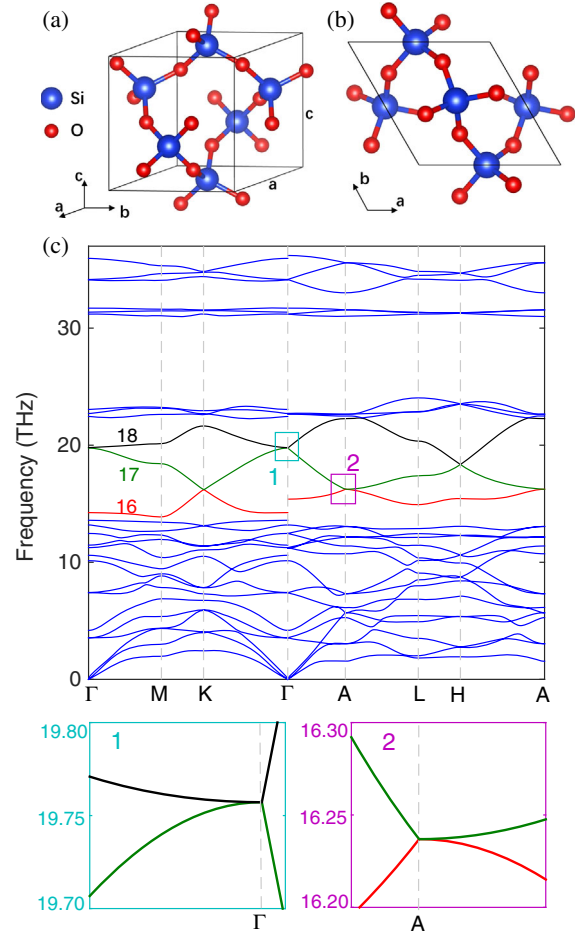 (a)
(b)
Si
O
c
a
c
a
b
b
a
(c)
Frequency (THz)
30
20
10
0
18
17
16
1
2
Γ M K Γ A L H A
19.80
19.75
19.70
1
Γ
16.30
16.25
16.20
2
A